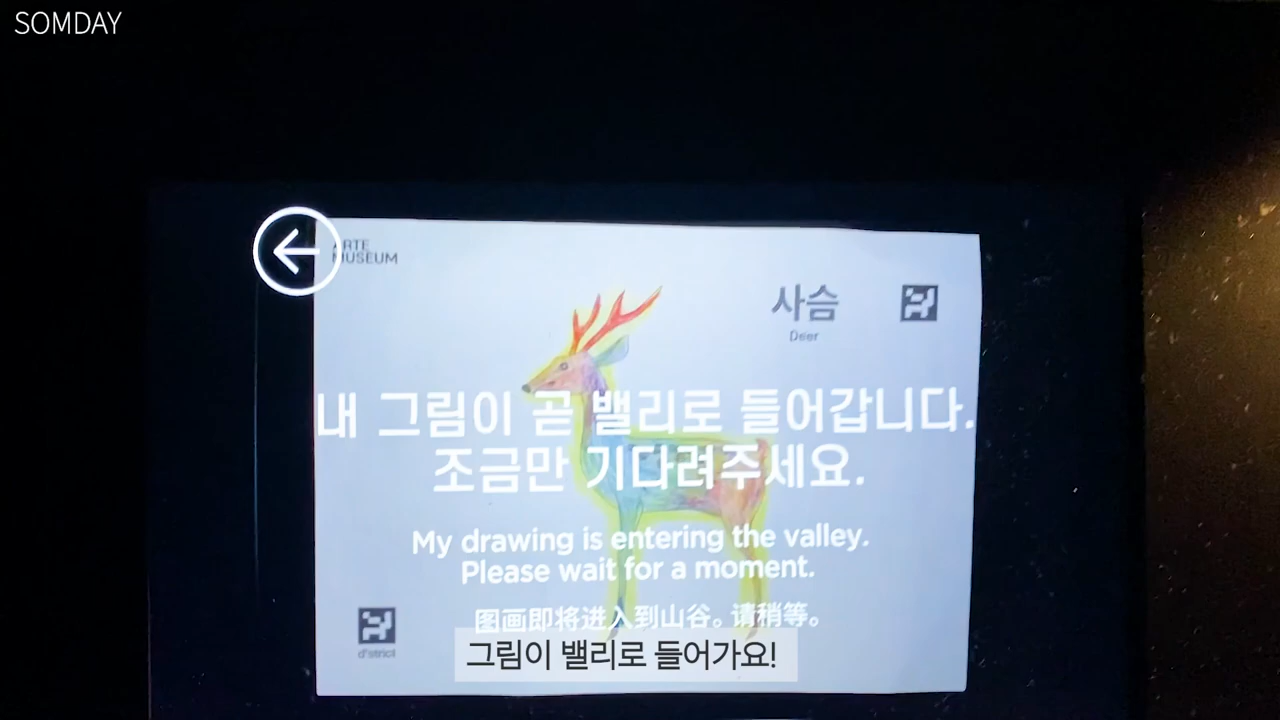 SOMDAY
ARTE
MUSEUM
사슴
Deer
내 그림이 곧 밸리로 들어갑니다.
조금만 기다려주세요.
My drawing is entering the valley.
Please wait for a moment.
图画即将进入到山谷。请稍等。
d'strict
그림이 밸리로 들어가요!